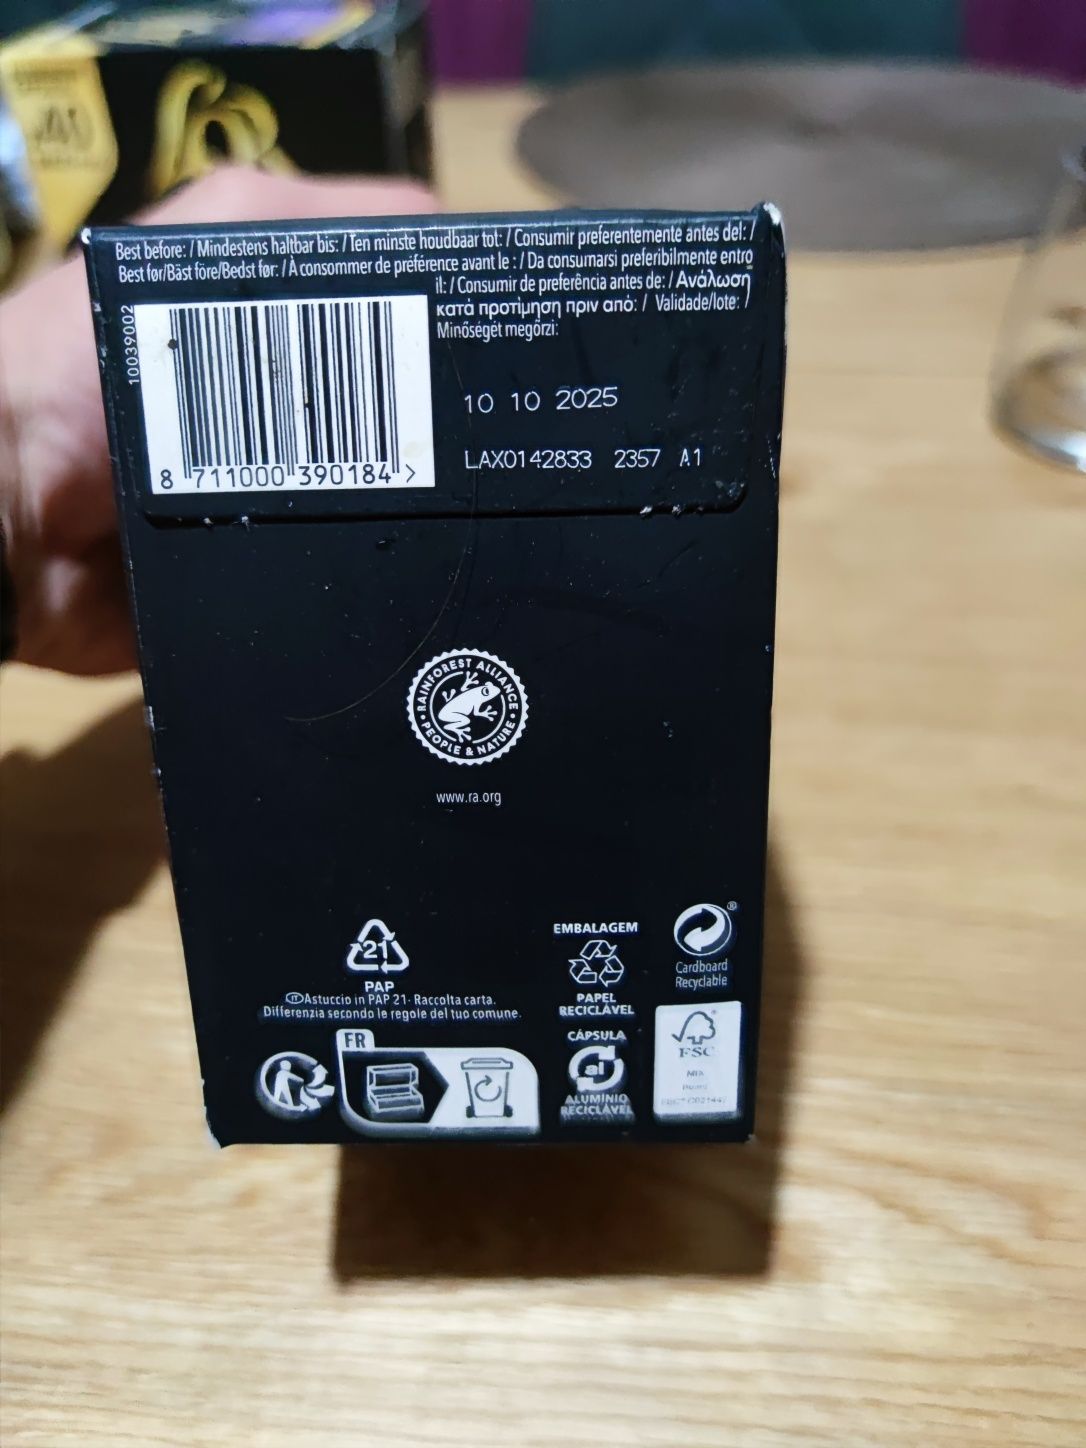 Best before: / Mindestens haltbar bis: / Ten minste houdbaar tot: / Consumir preferentemente antes del: /
Best før/Bäst före/Bedst før: / À consommer de préférence avant le : / Da consumarsi preferibilmente entro
il: / Consumir de preferência antes de: / Ανάλωση
κατά προτίμηση πριν από: / Validade/lote: /
Minőségét megőrzi:
10039002
8 711000 390184 >
10 10 2025
LAX0142833 2357 A1
RAINFOREST ALLIANCE
PEOPLE & NATURE
www.ra.org
21
PAP
IT Astuccio in PAP 21· Raccolta carta.
Differenzia secondo le regole del tuo comune.
FR
EMBALAGEM
PAPEL
RECICLÁVEL
CÁPSULA
al
ALUMÍNIO
RECICLÁVEL
®
Cardboard
Recyclable
FSC
MIX